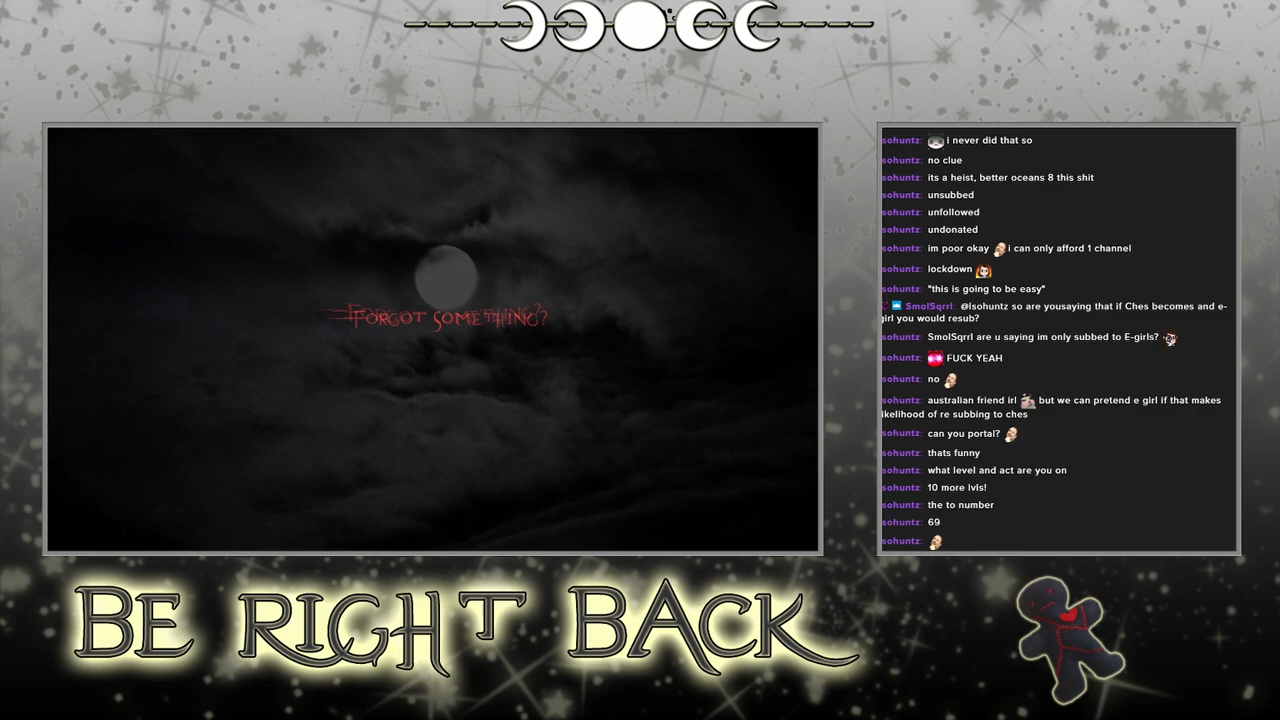 Forgot something?
sohuntz: i never did that so
sohuntz: no clue
sohuntz: its a heist, better oceans 8 this shit
sohuntz: unsubbed
sohuntz: unfollowed
sohuntz: undonated
sohuntz: im poor okay i can only afford 1 channel
sohuntz: lockdown
sohuntz: "this is going to be easy"
SmolSqrrl: @lsohuntz so are yousaying that if Ches becomes and e-
girl you would resub?
sohuntz: SmolSqrrl are u saying im only subbed to E-girls?
sohuntz: FUCK YEAH
sohuntz: no
sohuntz: australian friend irl but we can pretend e girl if that makes
ikelihood of re subbing to ches
sohuntz: can you portal?
sohuntz: thats funny
sohuntz: what level and act are you on
sohuntz: 10 more lvls!
sohuntz: the to number
sohuntz: 69
sohuntz:
BE RIGHT BACK